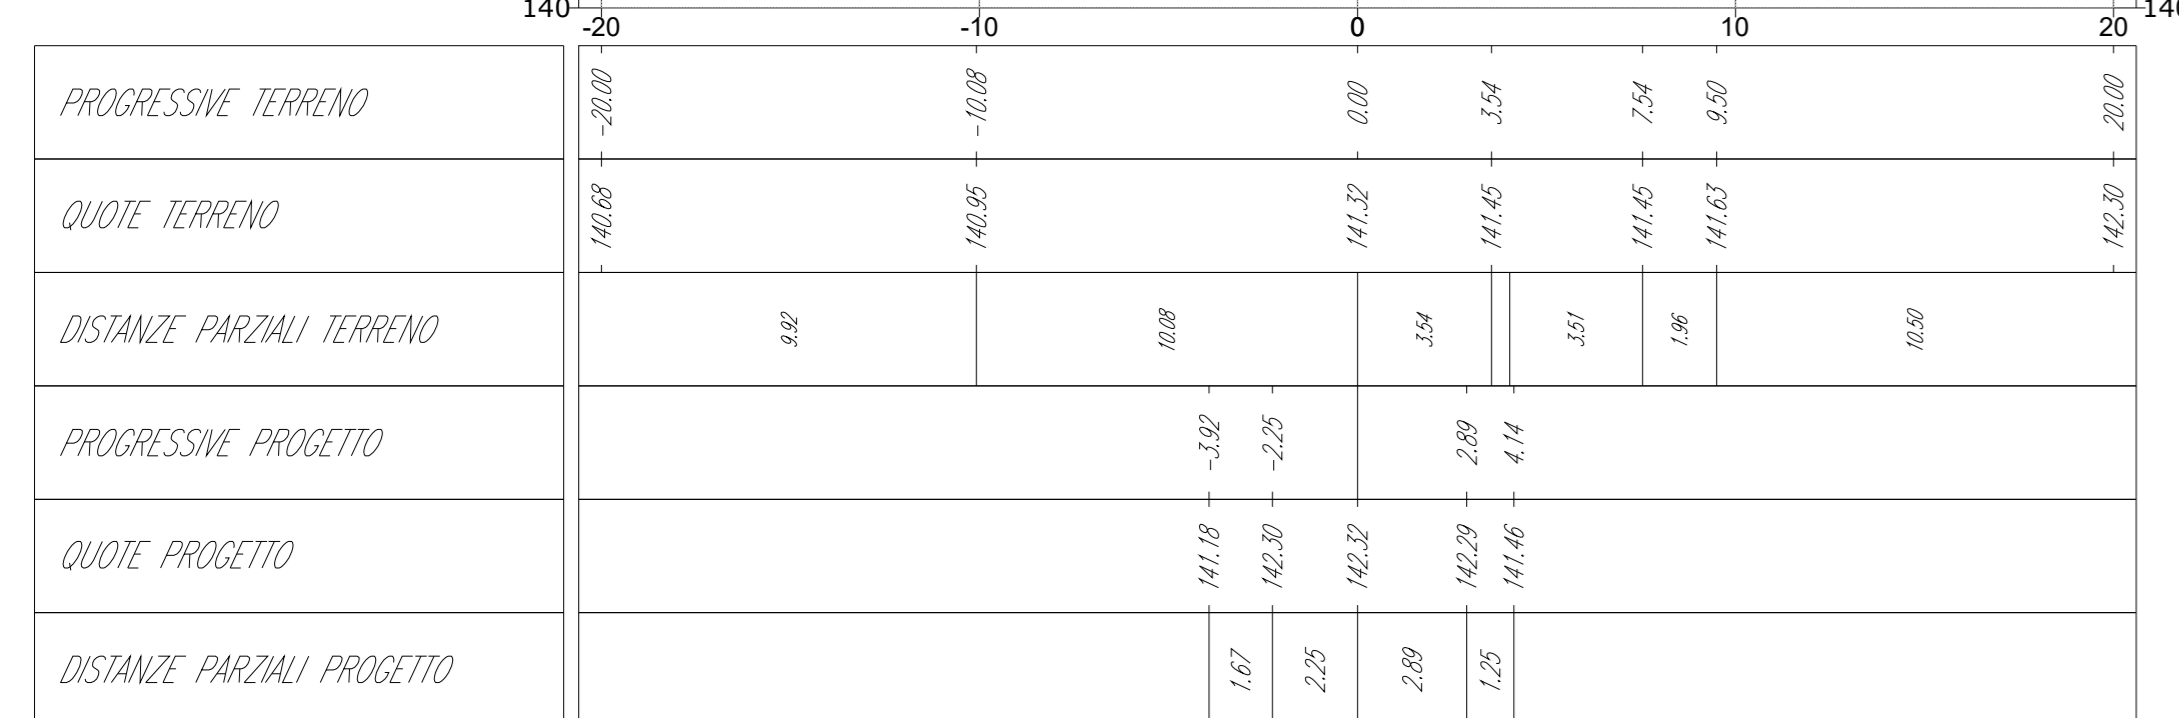 140 140
-20 -10 0 10 20
PROGRESSIVE TERRENO -20.00 -10.08 0.00 3.54 7.54 9.50 20.00
QUOTE TERRENO 140.68 140.95 141.32 141.45 141.45 141.63 142.30
DISTANZE PARZIALI TERRENO 9.92 10.08 3.54 3.51 1.96 10.50
PROGRESSIVE PROGETTO -3.92 -2.25 2.89 4.14
QUOTE PROGETTO 141.18 142.30 142.32 142.29 141.46
DISTANZE PARZIALI PROGETTO 1.67 2.25 2.89 1.25